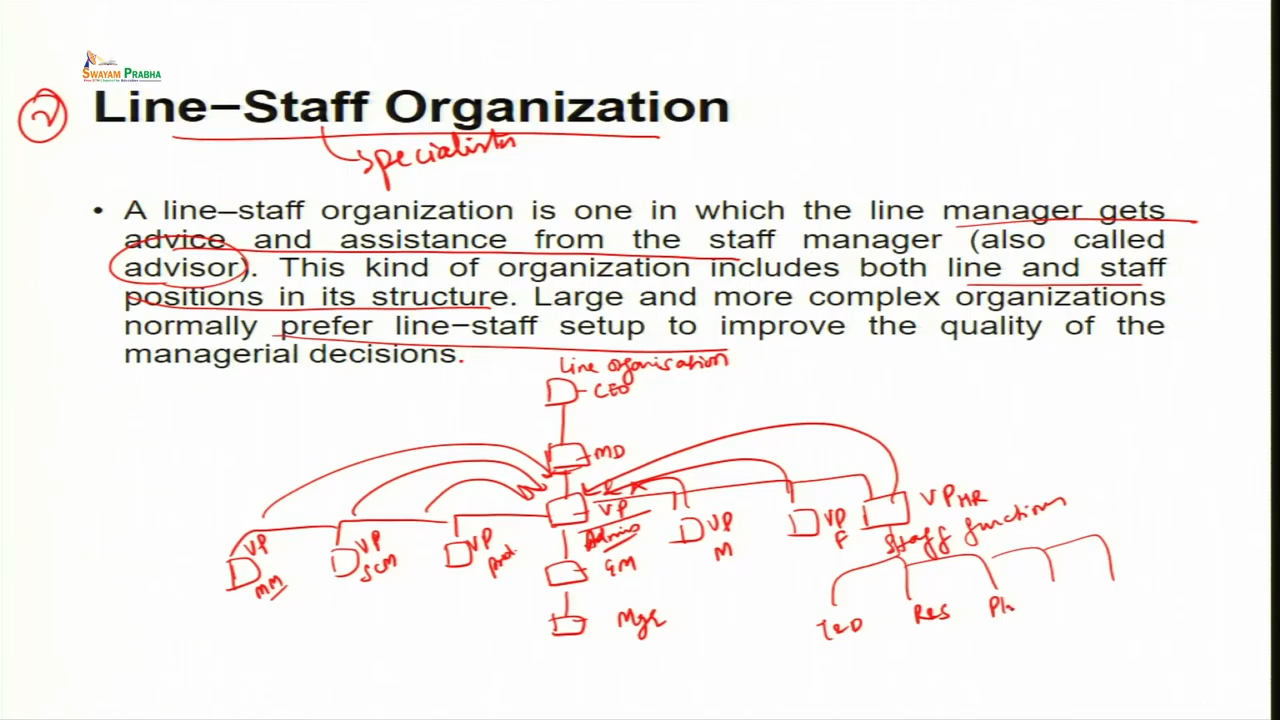 SWAYAM PRABHA
2
Line–Staff Organization
specialists
• A line–staff organization is one in which the line manager gets
advice and assistance from the staff manager (also called
advisor). This kind of organization includes both line and staff
positions in its structure. Large and more complex organizations
normally prefer line–staff setup to improve the quality of the
managerial decisions.
Line organisation
CEO
MD
VP HR
VP
Admin
Staff functions
VP
MM
VP
SCM
VP
prod.
VP
M
VP
F
GM
Mgr
T&D
Res